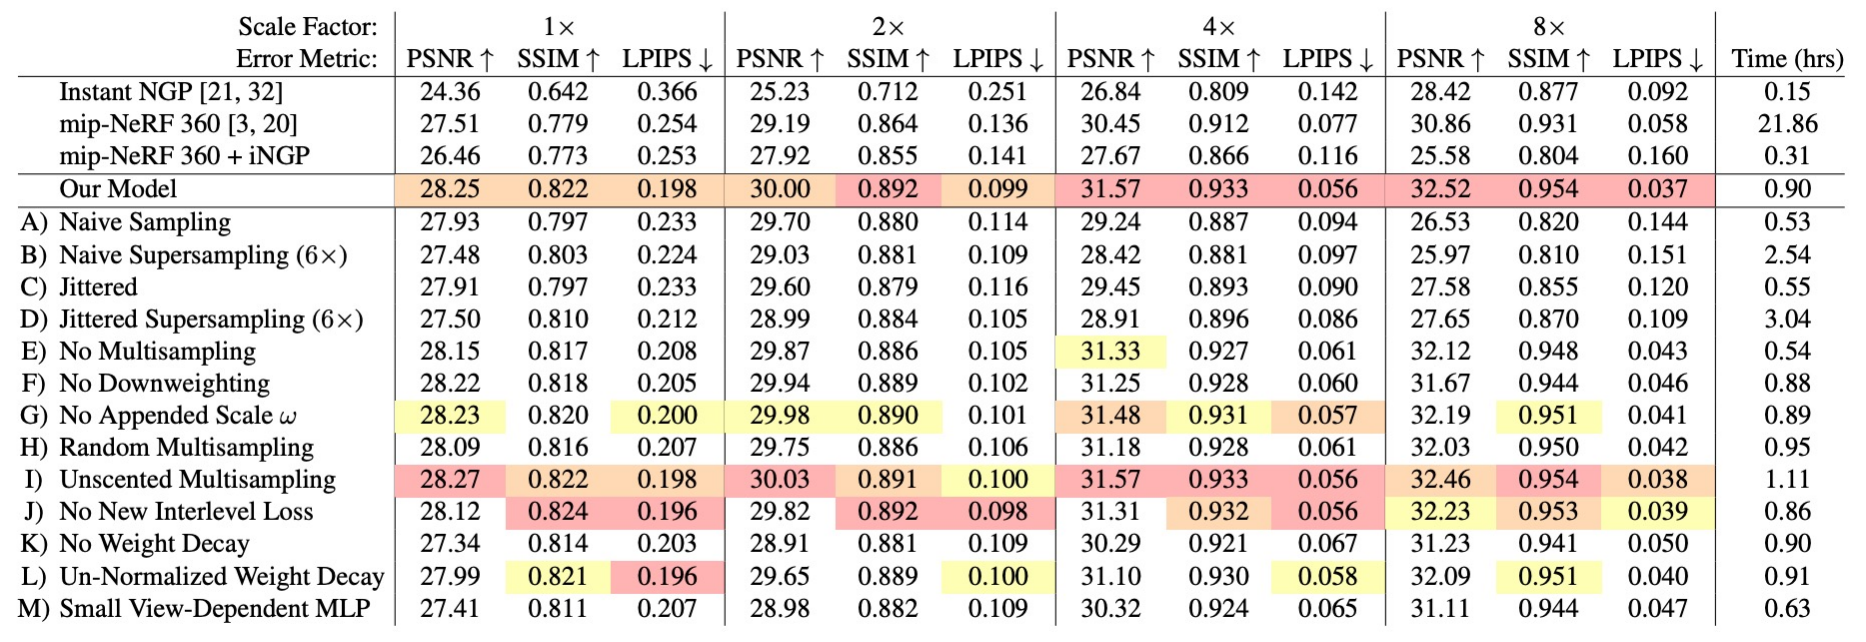 Scale Factor: 1× 2× 4× 8×
Error Metric: PSNR ↑ SSIM ↑ LPIPS ↓ PSNR ↑ SSIM ↑ LPIPS ↓ PSNR ↑ SSIM ↑ LPIPS ↓ PSNR ↑ SSIM ↑ LPIPS ↓ Time (hrs)
Instant NGP [21, 32] 24.36 0.642 0.366 25.23 0.712 0.251 26.84 0.809 0.142 28.42 0.877 0.092 0.15
mip-NeRF 360 [3, 20] 27.51 0.779 0.254 29.19 0.864 0.136 30.45 0.912 0.077 30.86 0.931 0.058 21.86
mip-NeRF 360 + iNGP 26.46 0.773 0.253 27.92 0.855 0.141 27.67 0.866 0.116 25.58 0.804 0.160 0.31
Our Model 28.25 0.822 0.198 30.00 0.892 0.099 31.57 0.933 0.056 32.52 0.954 0.037 0.90
A) Naive Sampling 27.93 0.797 0.233 29.70 0.880 0.114 29.24 0.887 0.094 26.53 0.820 0.144 0.53
B) Naive Supersampling (6×) 27.48 0.803 0.224 29.03 0.881 0.109 28.42 0.881 0.097 25.97 0.810 0.151 2.54
C) Jittered 27.91 0.797 0.233 29.60 0.879 0.116 29.45 0.893 0.090 27.58 0.855 0.120 0.55
D) Jittered Supersampling (6×) 27.50 0.810 0.212 28.99 0.884 0.105 28.91 0.896 0.086 27.65 0.870 0.109 3.04
E) No Multisampling 28.15 0.817 0.208 29.87 0.886 0.105 31.33 0.927 0.061 32.12 0.948 0.043 0.54
F) No Downweighting 28.22 0.818 0.205 29.94 0.889 0.102 31.25 0.928 0.060 31.67 0.944 0.046 0.88
G) No Appended Scale ω 28.23 0.820 0.200 29.98 0.890 0.101 31.48 0.931 0.057 32.19 0.951 0.041 0.89
H) Random Multisampling 28.09 0.816 0.207 29.75 0.886 0.106 31.18 0.928 0.061 32.03 0.950 0.042 0.95
I) Unscented Multisampling 28.27 0.822 0.198 30.03 0.891 0.100 31.57 0.933 0.056 32.46 0.954 0.038 1.11
J) No New Interlevel Loss 28.12 0.824 0.196 29.82 0.892 0.098 31.31 0.932 0.056 32.23 0.953 0.039 0.86
K) No Weight Decay 27.34 0.814 0.203 28.91 0.881 0.109 30.29 0.921 0.067 31.23 0.941 0.050 0.90
L) Un-Normalized Weight Decay 27.99 0.821 0.196 29.65 0.889 0.100 31.10 0.930 0.058 32.09 0.951 0.040 0.91
M) Small View-Dependent MLP 27.41 0.811 0.207 28.98 0.882 0.109 30.32 0.924 0.065 31.11 0.944 0.047 0.63